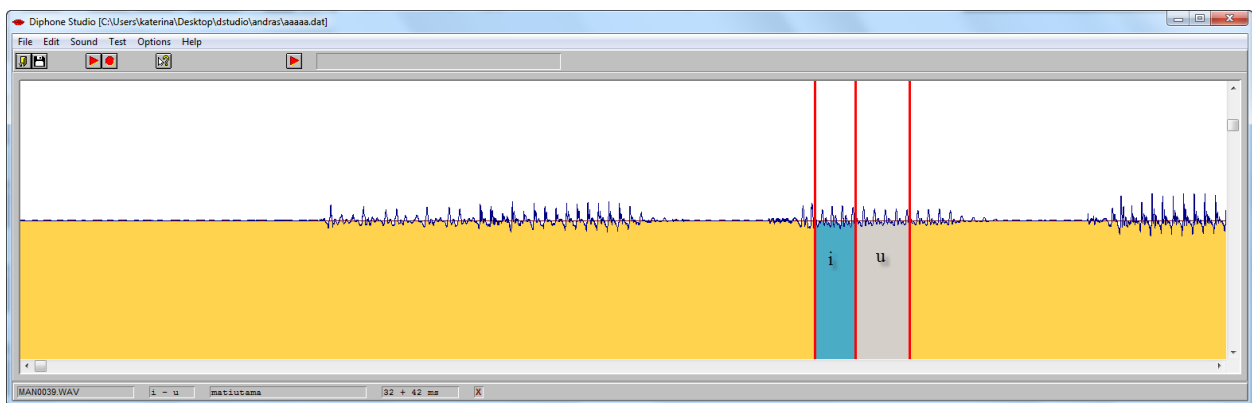 Diphone Studio [C:\Users\katerina\Desktop\dstudio\andras\aaaaa.dat]
File Edit Sound Test Options Help
i u
MAN0039.WAV i - u matiutama 32 + 42 ms X